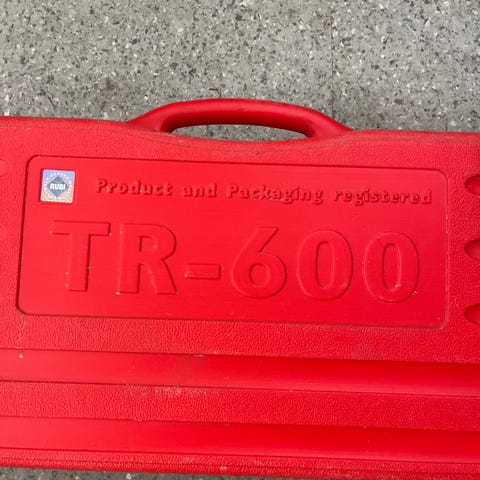 RUBI
Product and Packaging registered
TR-600